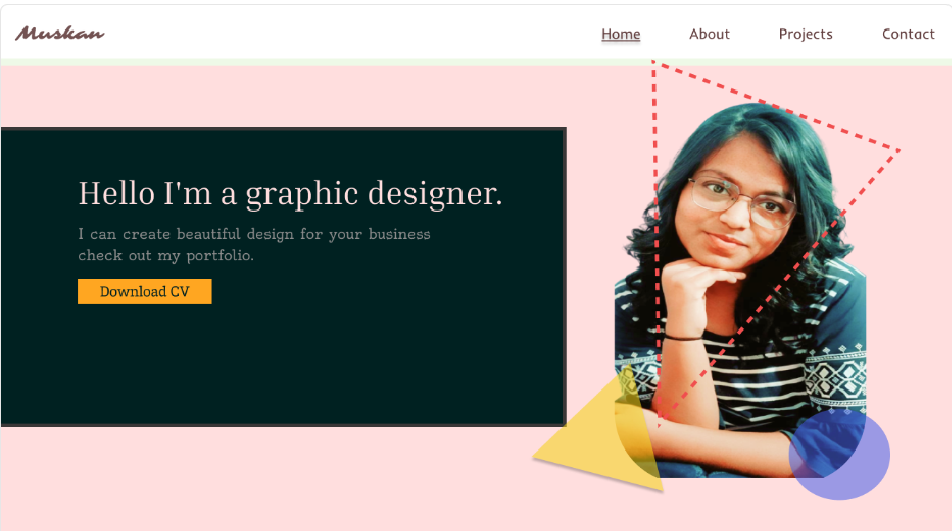 Muskan
Home About Projects Contact
Hello I'm a graphic designer.
I can create beautiful design for your business
check out my portfolio.
Download CV